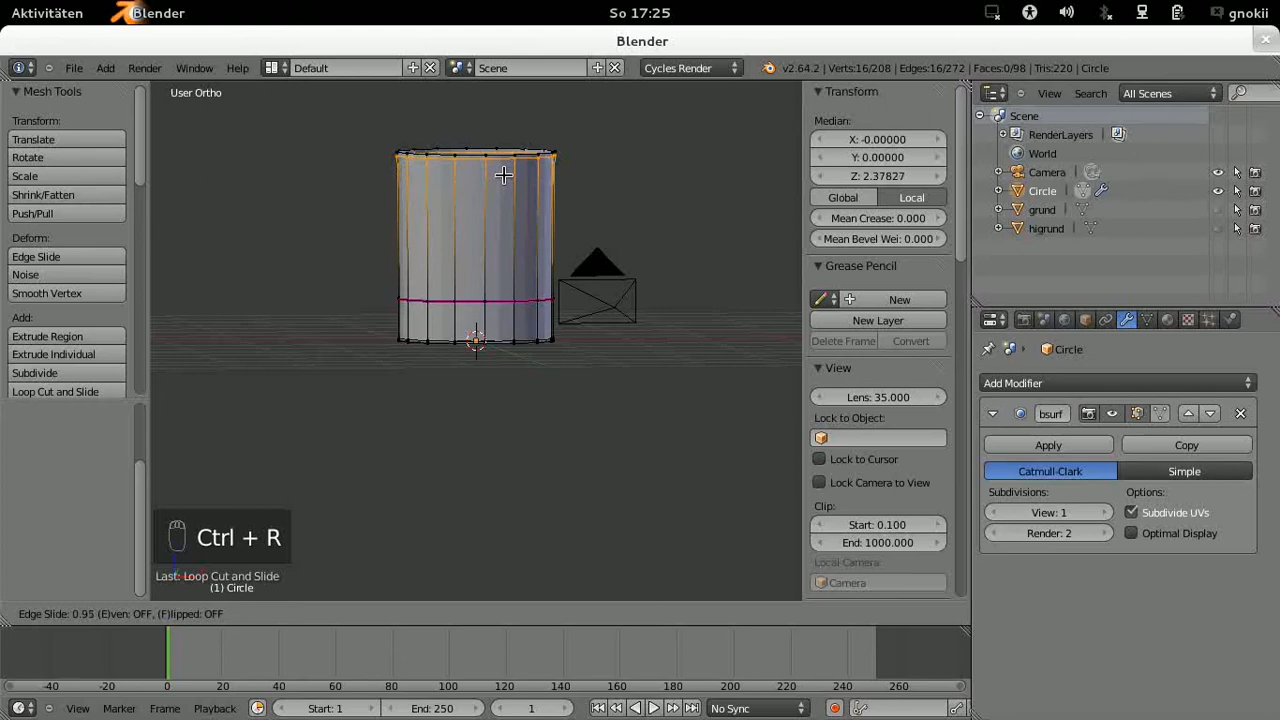 Aktivitäten Blender So 17:25 gnokii
Blender
File Add Render Window Help Default Scene Cycles Render v2.64.2 | Verts:16/208 | Edges:16/272 | Faces:0/98 | Tris:220 | Circle
Mesh Tools
Transform:
Translate
Rotate
Scale
Shrink/Fatten
Push/Pull
Deform:
Edge Slide
Noise
Smooth Vertex
Add:
Extrude Region
Extrude Individual
Subdivide
Loop Cut and Slide
User Ortho
Ctrl + R
Last: Loop Cut and Slide
(1) Circle
Edge Slide: 0.95 (E)ven: OFF, (F)lipped: OFF
Transform
Median:
X: -0.00000
Y: 0.00000
Z: 2.37827
Global Local
Mean Crease: 0.000
Mean Bevel Wei: 0.000
Grease Pencil
New
New Layer
Delete Frame Convert
View
Lens: 35.000
Lock to Object:
Lock to Cursor
Lock Camera to View
Clip:
Start: 0.100
End: 1000.000
Local Camera:
Camera
View Search All Scenes
Scene
RenderLayers
World
Camera
Circle
grund
higrund
Circle
Add Modifier
bsurf
Apply Copy
Catmull-Clark Simple
Subdivisions: Options:
View: 1 Subdivide UVs
Render: 2 Optimal Display
-40 -20 0 20 40 60 80 100 120 140 160 180 200 220 240 260
View Marker Frame Playback Start: 1 End: 250 1 No Sync